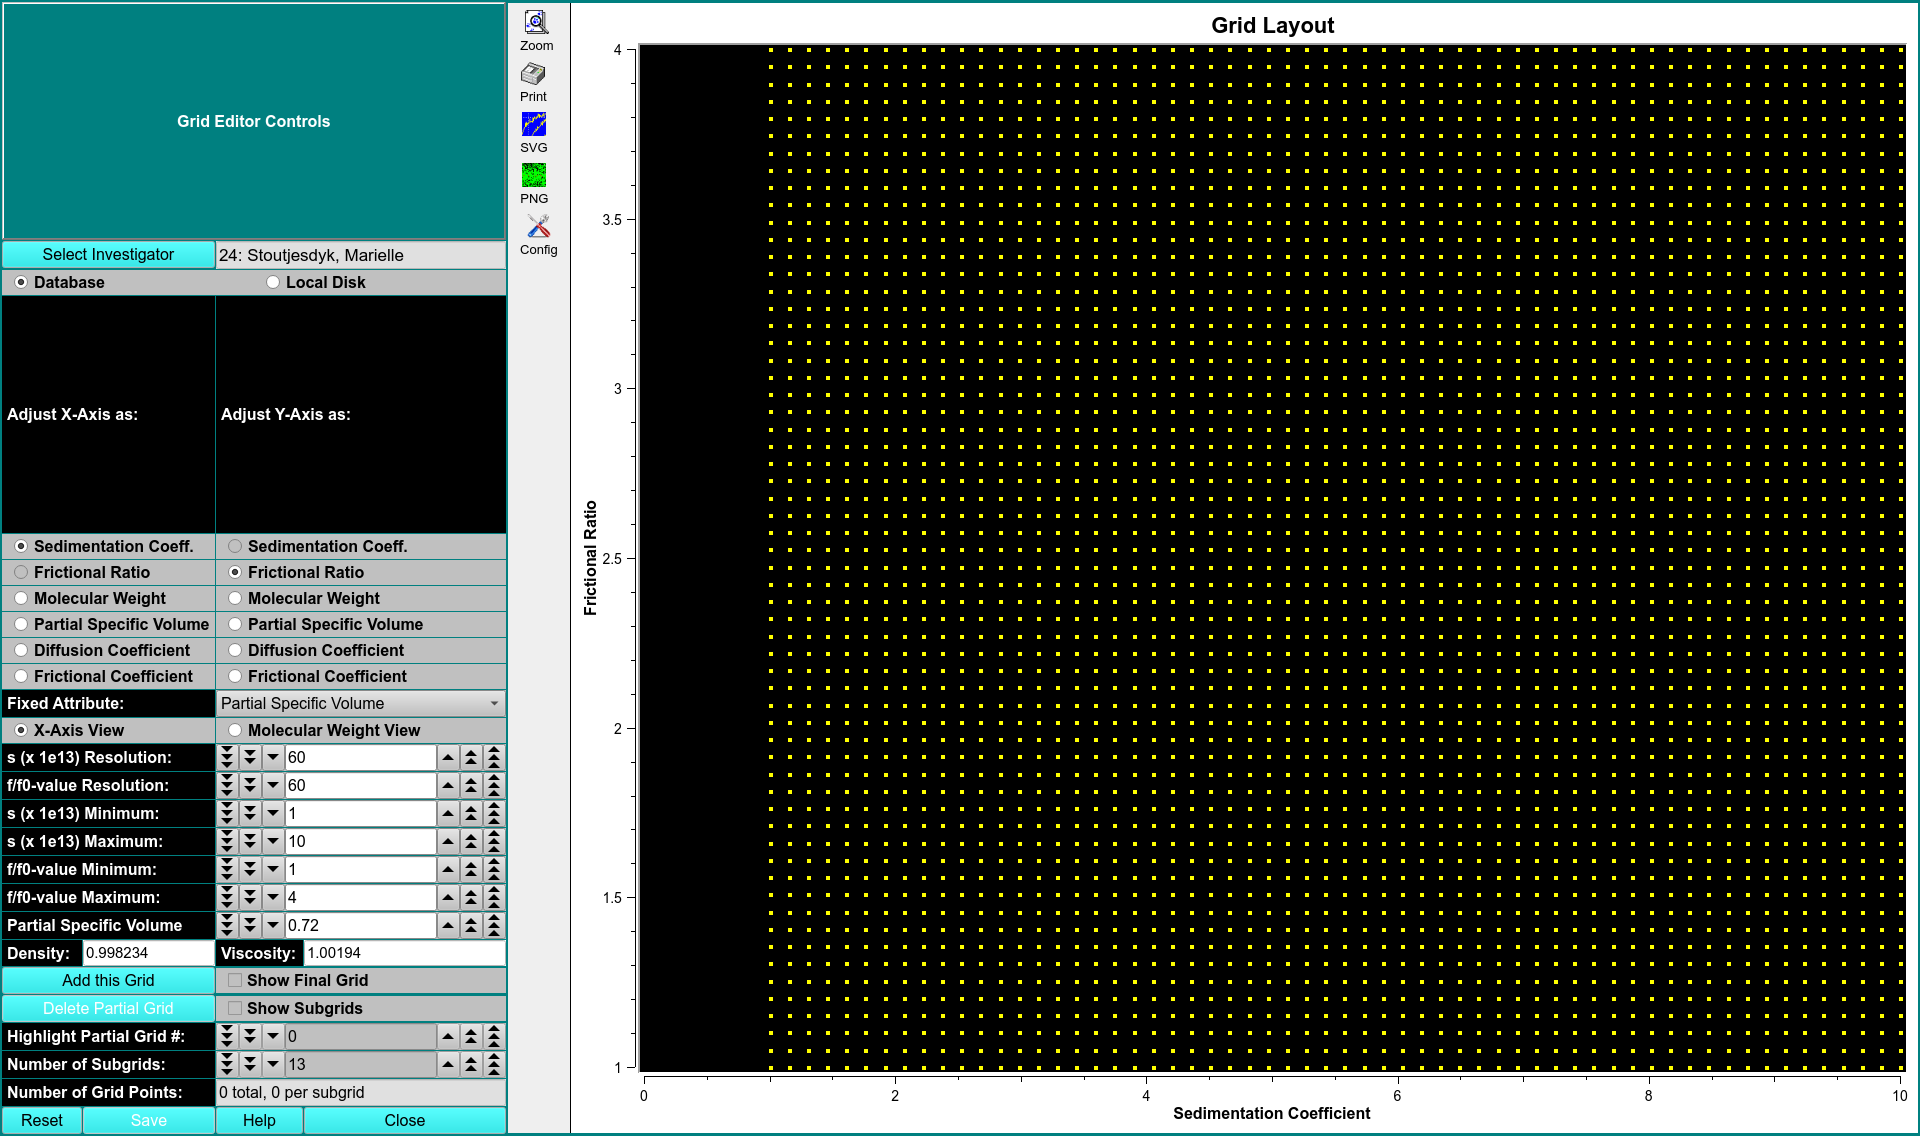 Grid Editor Controls
Select Investigator 24: Stoutjesdyk, Marielle
Database Local Disk
Adjust X-Axis as: Adjust Y-Axis as:
Sedimentation Coeff. Sedimentation Coeff.
Frictional Ratio Frictional Ratio
Molecular Weight Molecular Weight
Partial Specific Volume Partial Specific Volume
Diffusion Coefficient Diffusion Coefficient
Frictional Coefficient Frictional Coefficient
Fixed Attribute: Partial Specific Volume
X-Axis View Molecular Weight View
s (x 1e13) Resolution: 60
f/f0-value Resolution: 60
s (x 1e13) Minimum: 1
s (x 1e13) Maximum: 10
f/f0-value Minimum: 1
f/f0-value Maximum: 4
Partial Specific Volume 0.72
Density: 0.998234 Viscosity: 1.00194
Add this Grid Show Final Grid
Delete Partial Grid Show Subgrids
Highlight Partial Grid #: 0
Number of Subgrids: 13
Number of Grid Points: 0 total, 0 per subgrid
Reset Save Help Close
Zoom
Print
SVG
PNG
Config
Grid Layout
Frictional Ratio
4
3.5
3
2.5
2
1.5
1
0 2 4 6 8 10
Sedimentation Coefficient